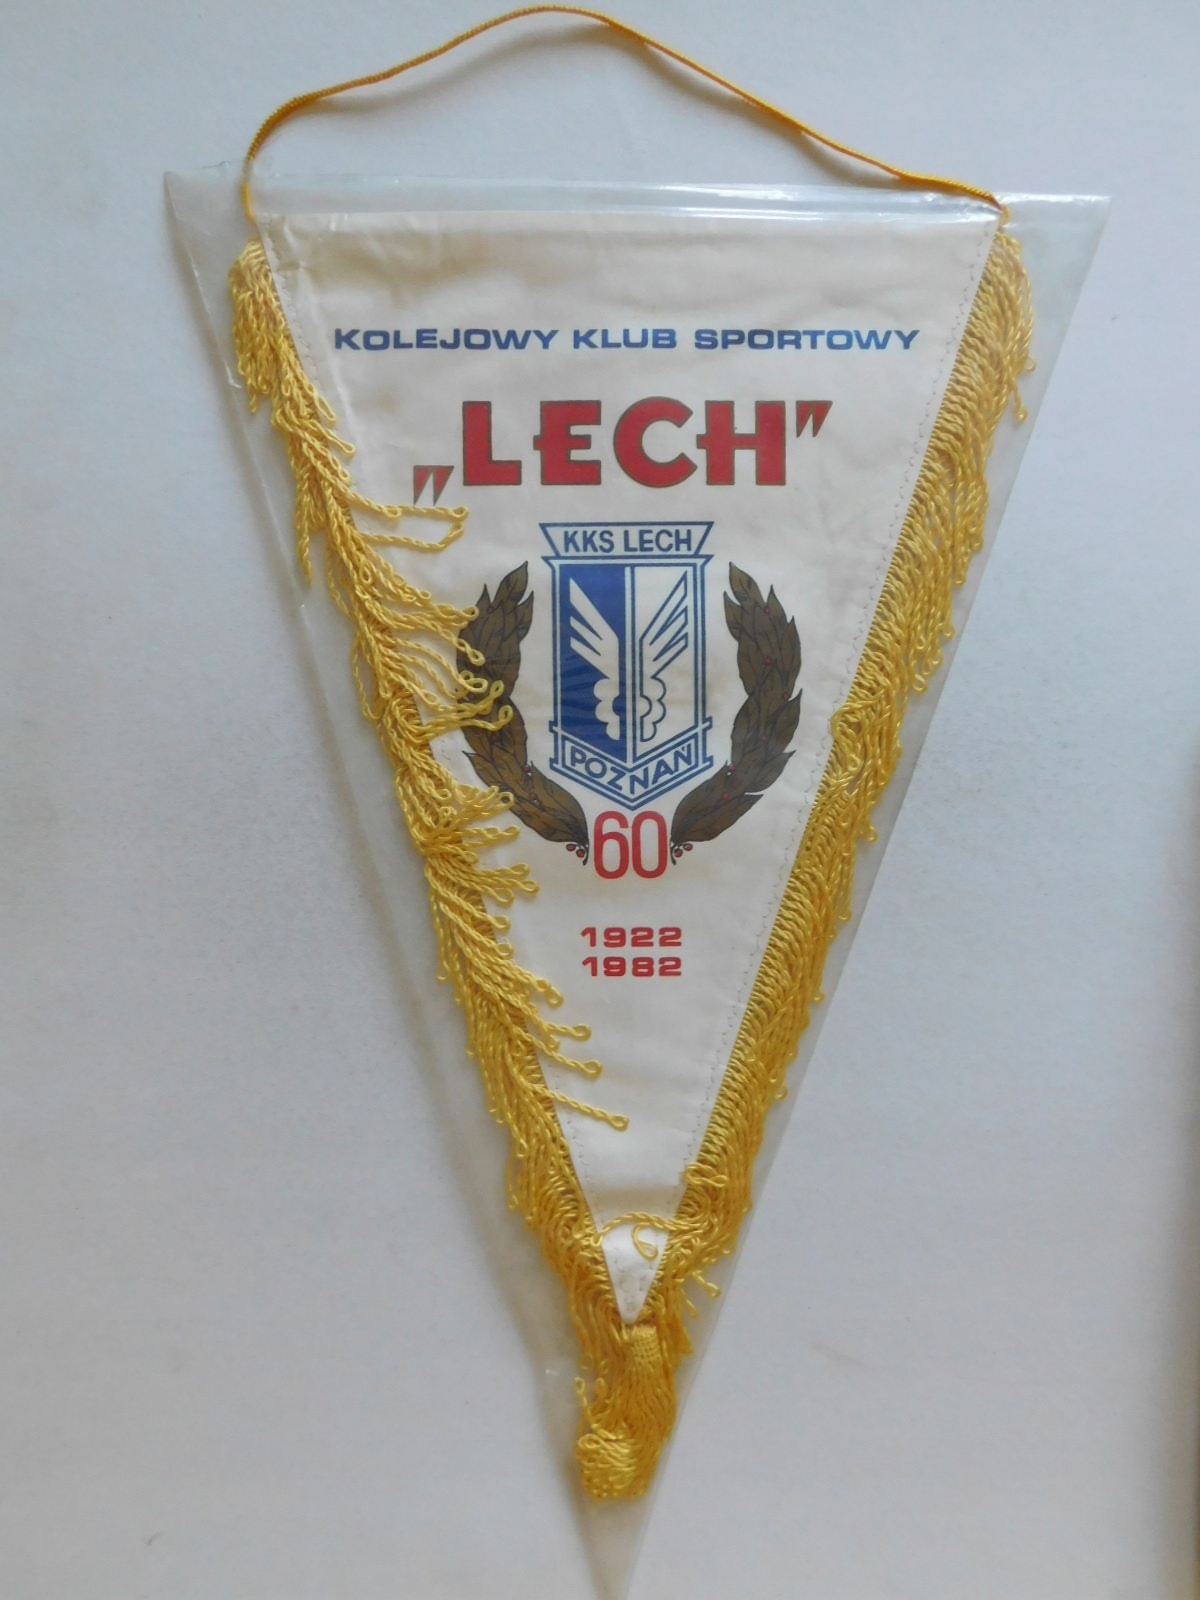 KOLEJOWY KLUB SPORTOWY
„LECH”
KKS LECH
POZNAŃ
60
1922
1982